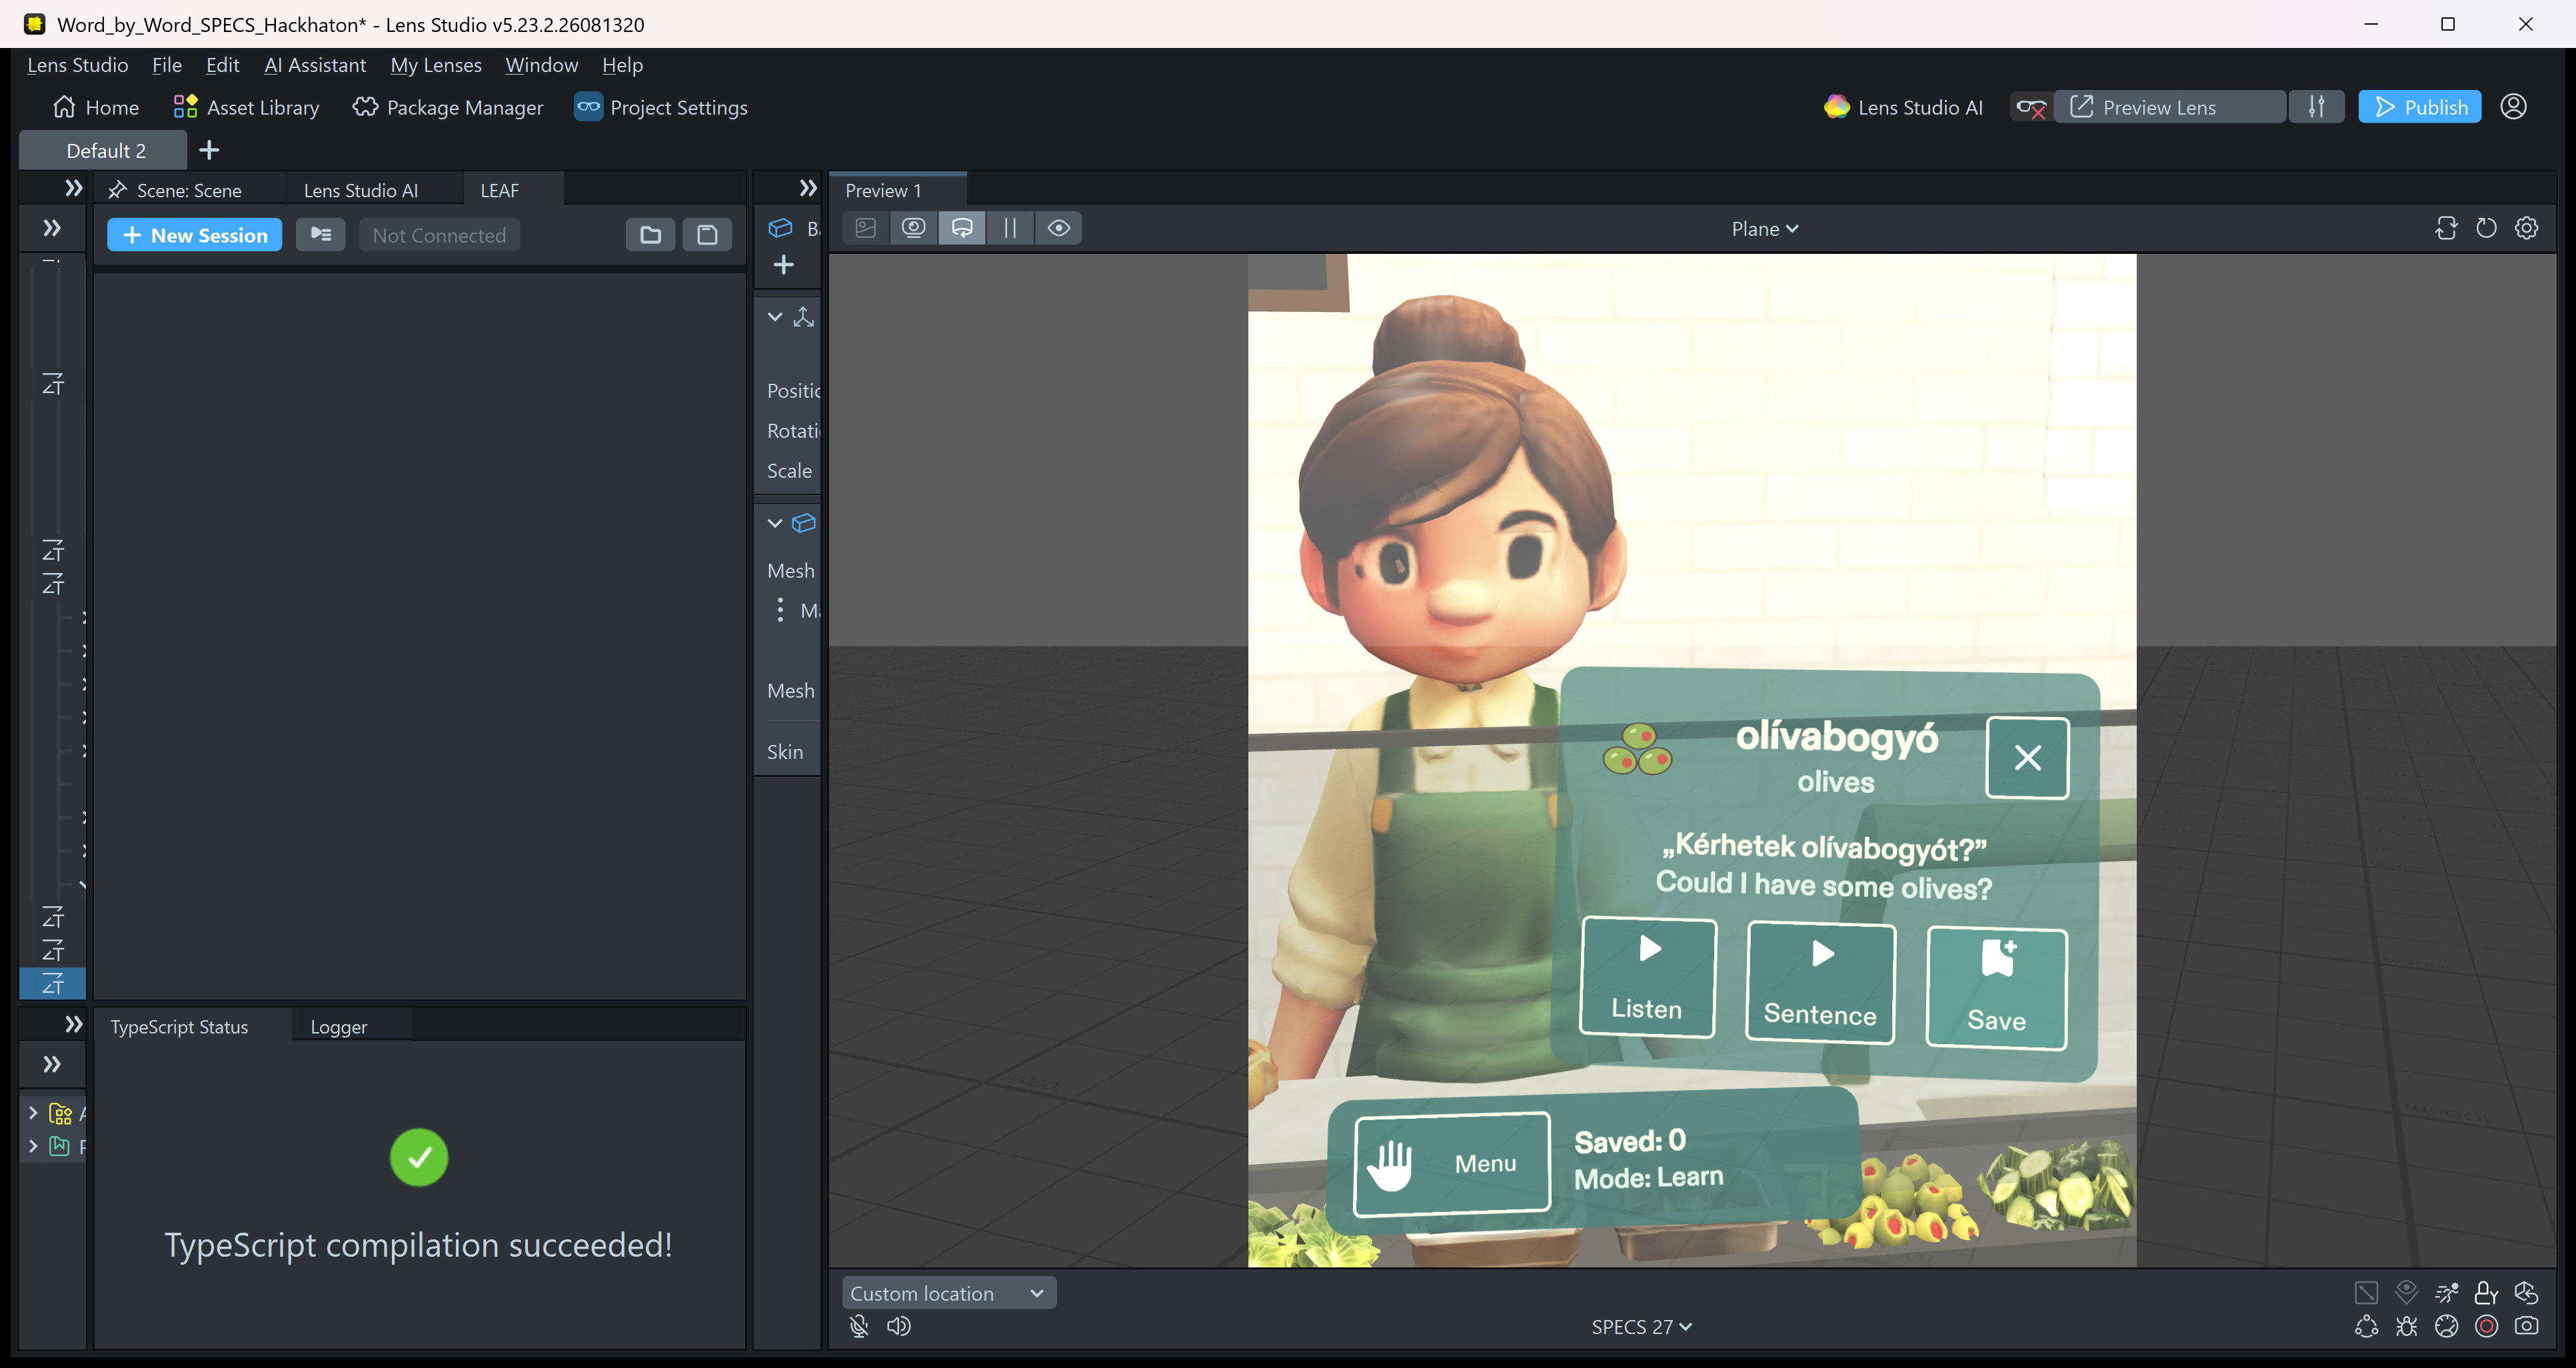 Word_by_Word_SPECS_Hackhaton* - Lens Studio v5.23.2.26081320
Lens Studio File Edit AI Assistant My Lenses Window Help
Home Asset Library Package Manager Project Settings
Lens Studio AI Preview Lens Publish
Default 2
Scene: Scene Lens Studio AI LEAF
Preview 1
+ New Session Not Connected
Plane
Positic
Rotati
Scale
Mesh
Mesh
Skin
olívabogyó
olives
„Kérhetek olívabogyót?”
Could I have some olives?
Listen Sentence Save
Menu
Saved: 0
Mode: Learn
TypeScript Status Logger
TypeScript compilation succeeded!
Custom location
SPECS 27